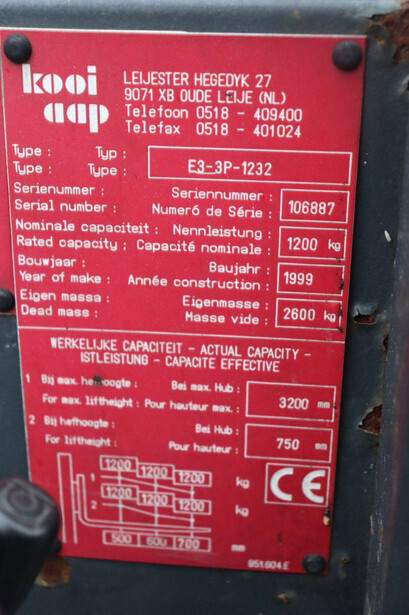 kooi
aap
LEIJESTER HEGEDYK 27
9071 XB OUDE LEIJE (NL)
Telefoon 0518 - 409400
Telefax 0518 - 401024
Type : Typ :
Type : Type :
E3-3P-1232
Serienummer : Seriennummer :
Serial number : Numeró de Série :
106887
Nominale capaciteit : Nennleistung :
Rated capacity : Capacité nominale :
1200 kg
Bouwjaar : Baujahr :
Year of make : Année construction :
1999
Eigen massa : Eigenmasse :
Dead mass : Masse vide :
2600 kg
WERKELIJKE CAPACITEIT - ACTUAL CAPACITY -
ISTLEISTUNG - CAPACITE EFFECTIVE
1 Bij max. hefhoogte : Bei max. Hub :
For max. liftheight : Pour hauteur max. :
3200 mm
2 Bij hefhoogte : Bei Hub :
For liftheight : Pour hauteur :
750 mm
1 1200 1200 1200 kg
2 1200 1200 1200 kg
500 600 700 mm
CE
951.604.E